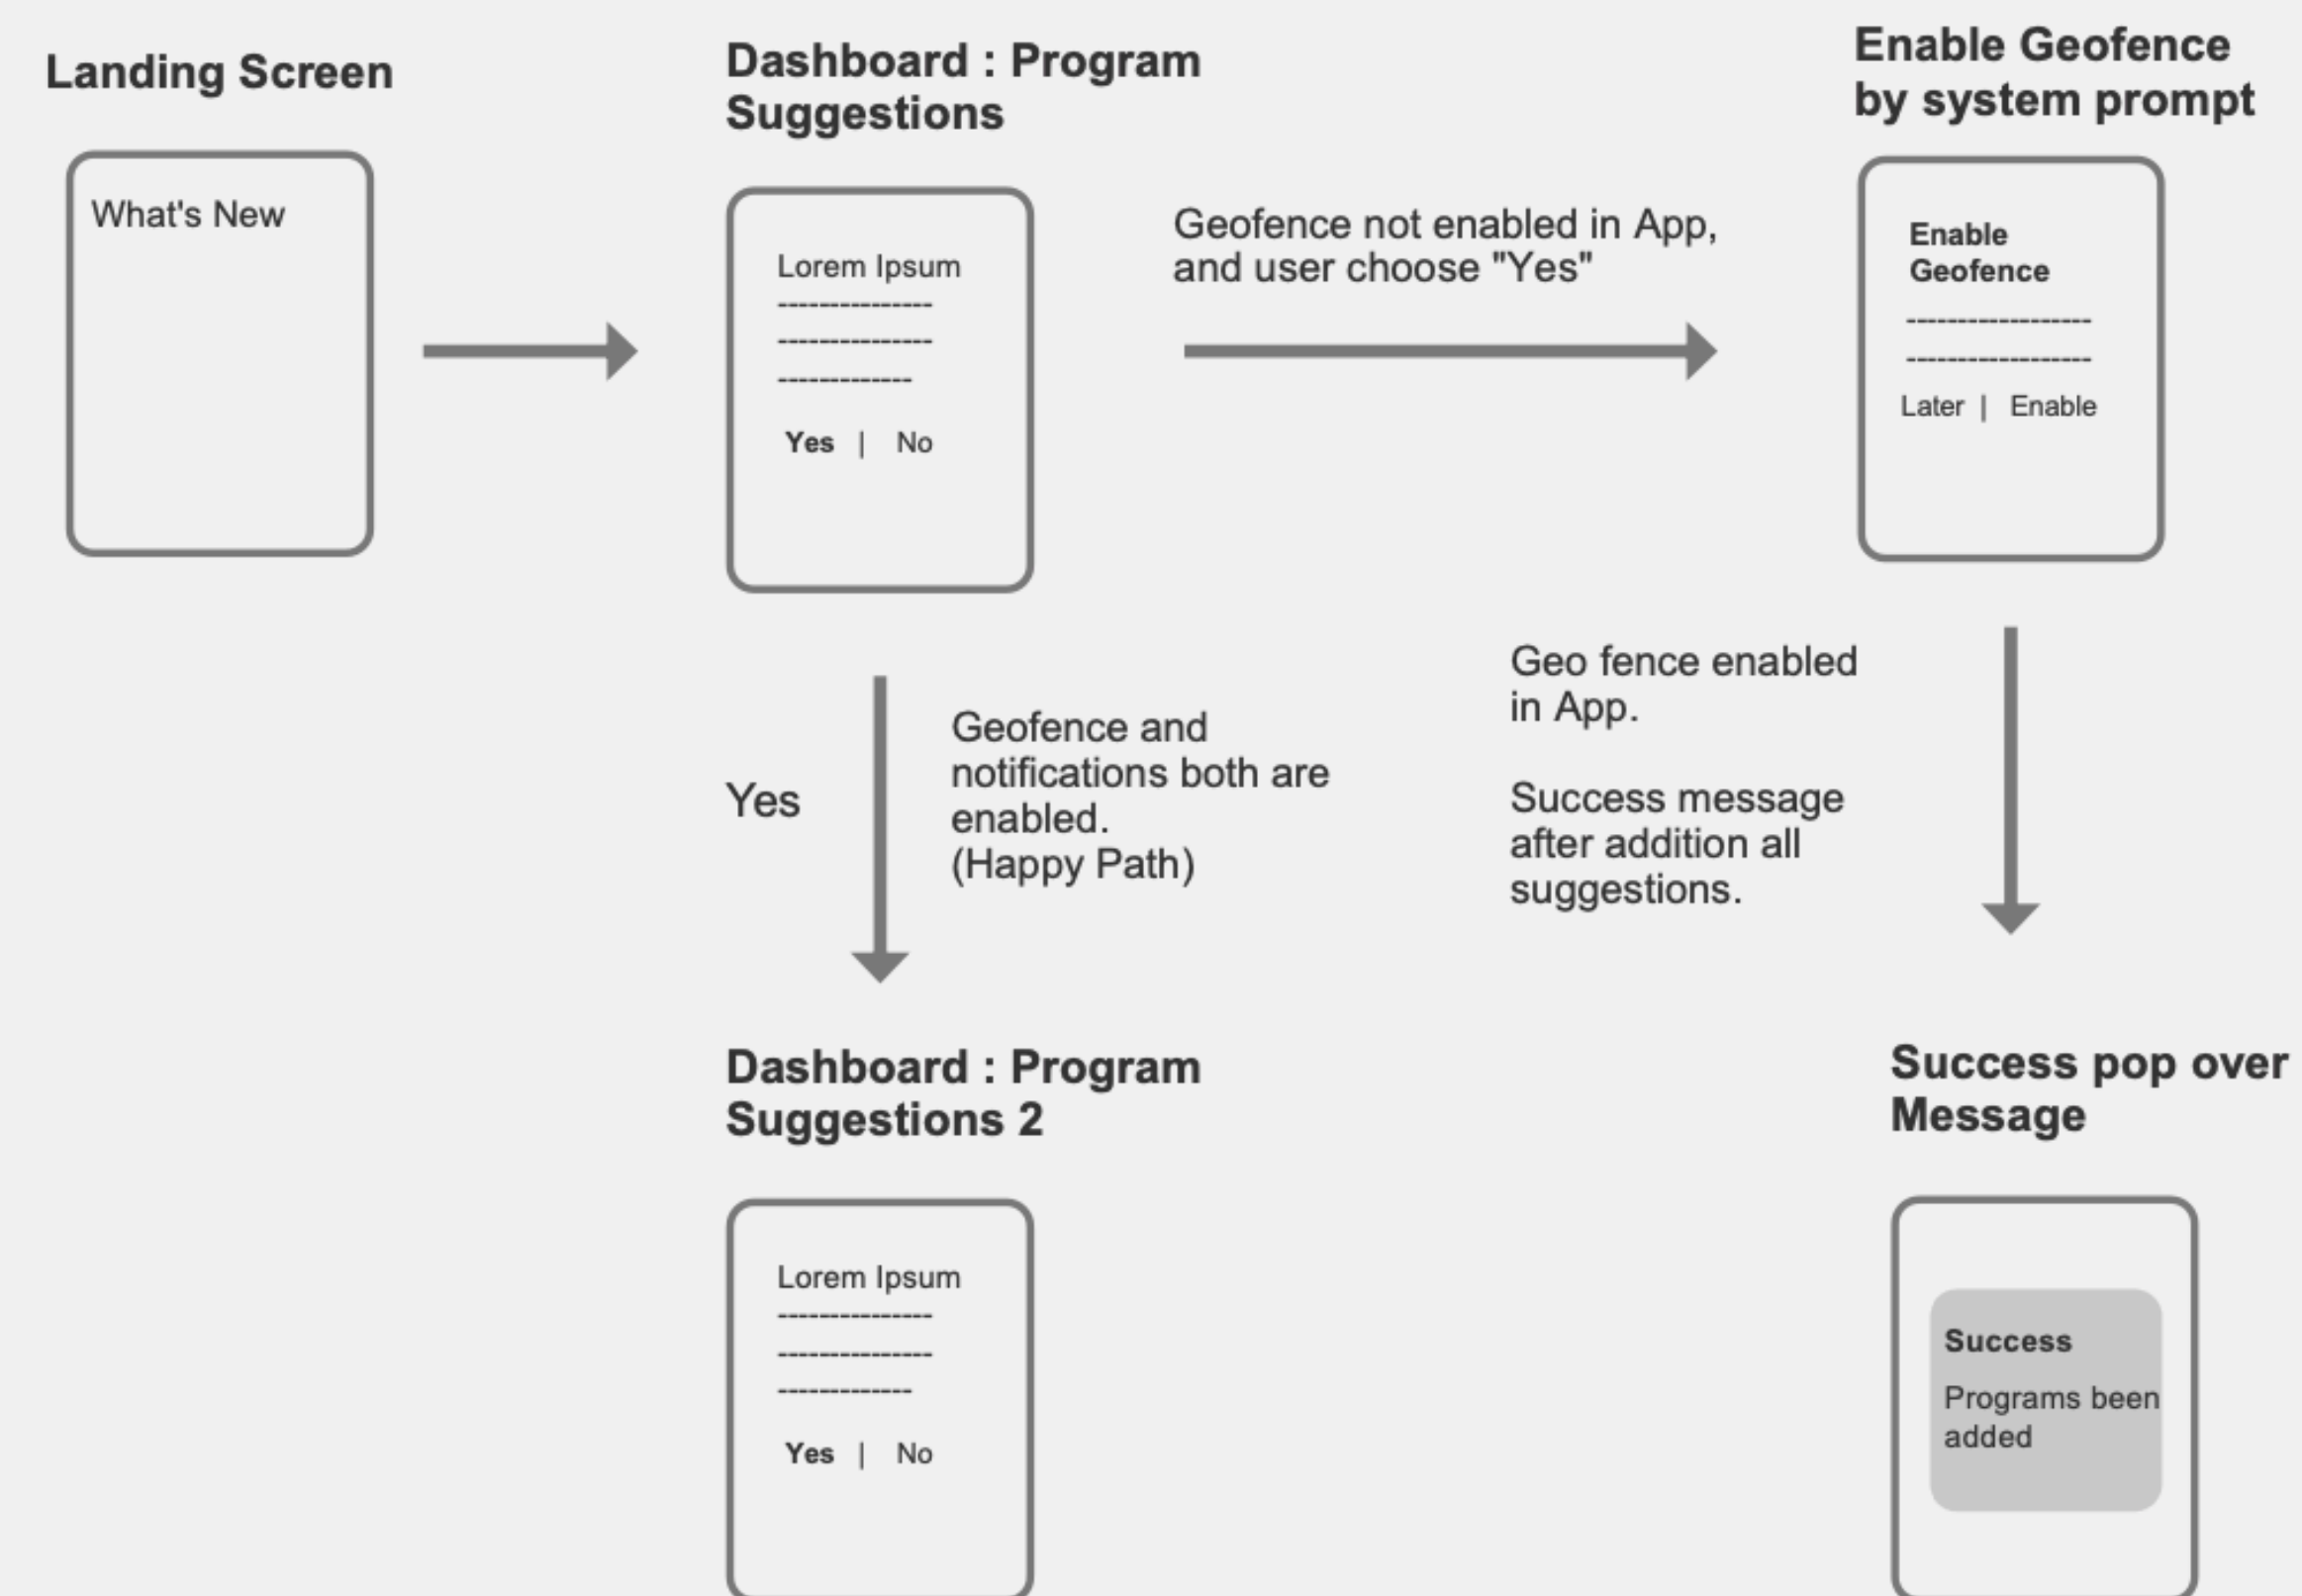 Landing Screen
What's New
Dashboard : Program
Suggestions
Lorem Ipsum
---------------
---------------
-------------
Yes | No
Geofence not enabled in App,
and user choose "Yes"
Enable Geofence
by system prompt
Enable
Geofence
------------------
------------------
Later | Enable
Yes
Geofence and
notifications both are
enabled.
(Happy Path)
Geo fence enabled
in App.
Success message
after addition all
suggestions.
Dashboard : Program
Suggestions 2
Lorem Ipsum
---------------
---------------
-------------
Yes | No
Success pop over
Message
Success
Programs been
added